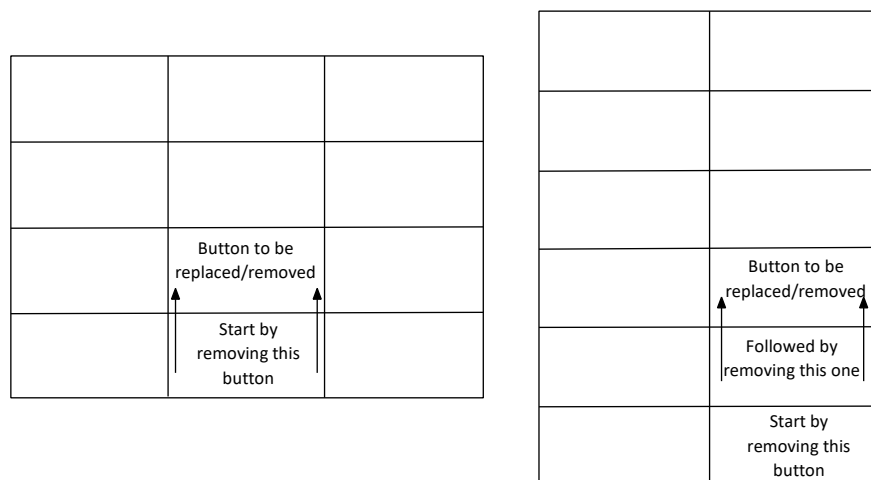 Button to be
replaced/removed
Start by
removing this
button
Button to be
replaced/removed
Followed by
removing this one
Start by
removing this
button